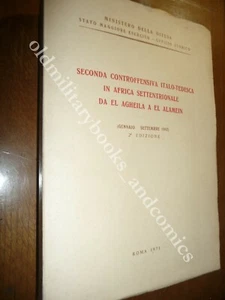 MINISTERO DELLA DIFESA
STATO MAGGIORE ESERCITO - UFFICIO STORICO
SECONDA CONTROFFENSIVA ITALO-TEDESCA
IN AFRICA SETTENTRIONALE
DA EL AGHEILA A EL ALAMEIN
(GENNAIO - SETTEMBRE 1942)
2ª EDIZIONE
oldmilitarybooks_andcomics
ROMA 1971